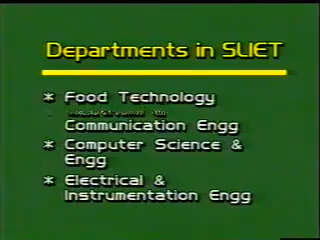 Departments in SLIET
* Food Technology
Communication Engg
* Computer Science &
Engg
* Electrical &
Instrumentation Engg